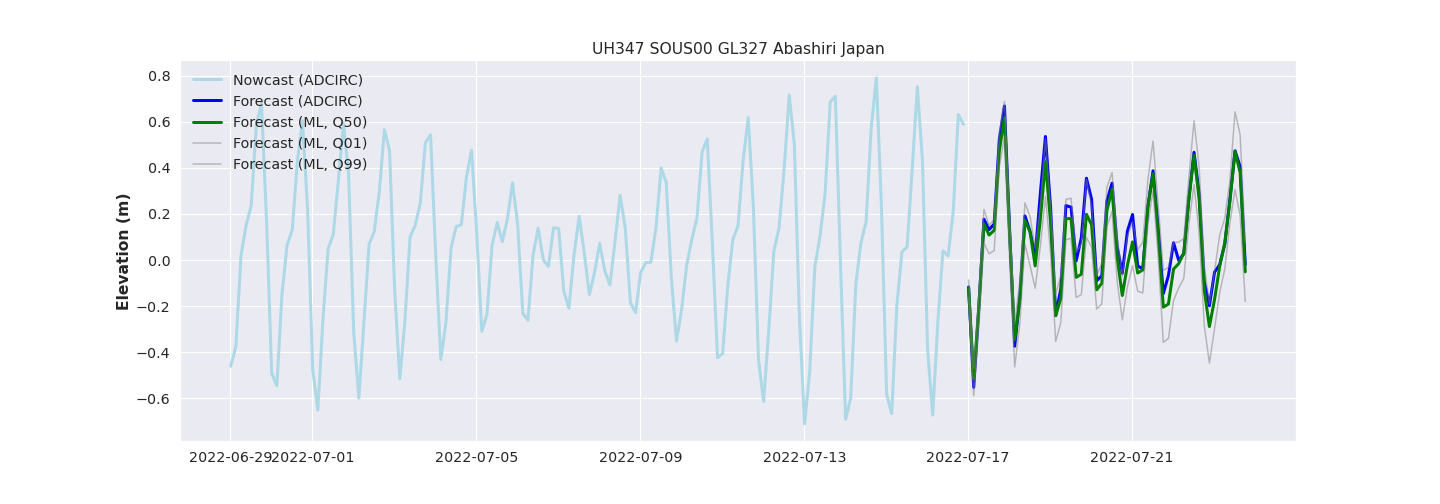 UH347 SOUS00 GL327 Abashiri Japan
Nowcast (ADCIRC)
Forecast (ADCIRC)
Forecast (ML, Q50)
Forecast (ML, Q01)
Forecast (ML, Q99)
Elevation (m)
0.8
0.6
0.4
0.2
0.0
−0.2
−0.4
−0.6
2022-06-29 2022-07-01 2022-07-05 2022-07-09 2022-07-13 2022-07-17 2022-07-21